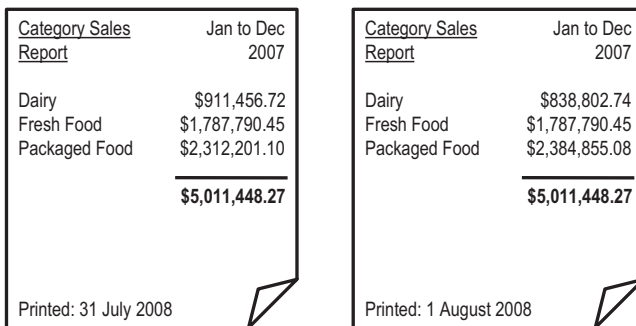 Category Sales Jan to Dec
Report 2007
Dairy $911,456.72
Fresh Food $1,787,790.45
Packaged Food $2,312,201.10
$5,011,448.27
Printed: 31 July 2008
Category Sales Jan to Dec
Report 2007
Dairy $838,802.74
Fresh Food $1,787,790.45
Packaged Food $2,384,855.08
$5,011,448.27
Printed: 1 August 2008